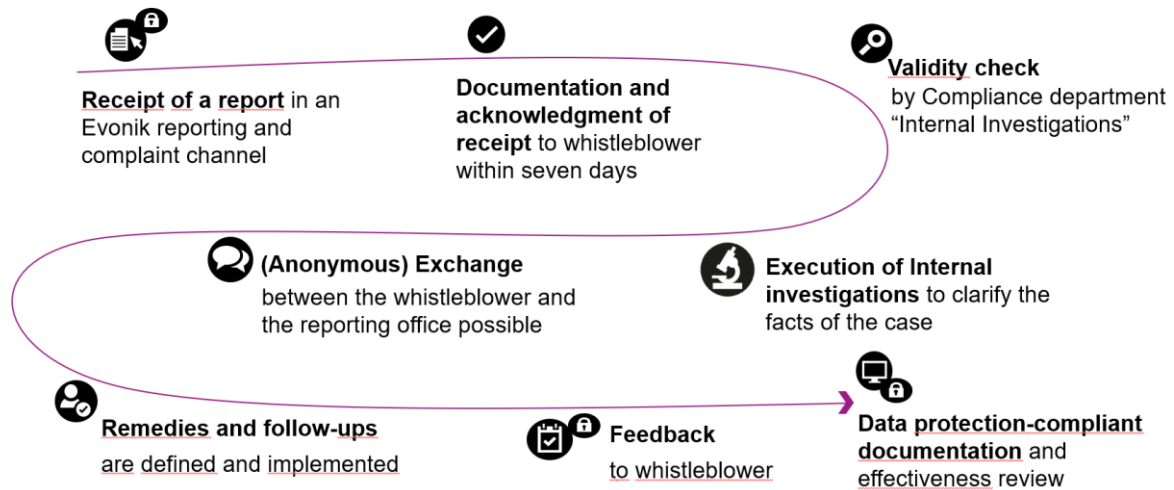 Receipt of a report in an
Evonik reporting and
complaint channel
Documentation and
acknowledgment of
receipt to whistleblower
within seven days
Validity check
by Compliance department
“Internal Investigations”
(Anonymous) Exchange
between the whistleblower and
the reporting office possible
Execution of Internal
investigations to clarify the
facts of the case
Remedies and follow-ups
are defined and implemented
Feedback
to whistleblower
Data protection-compliant
documentation and
effectiveness review